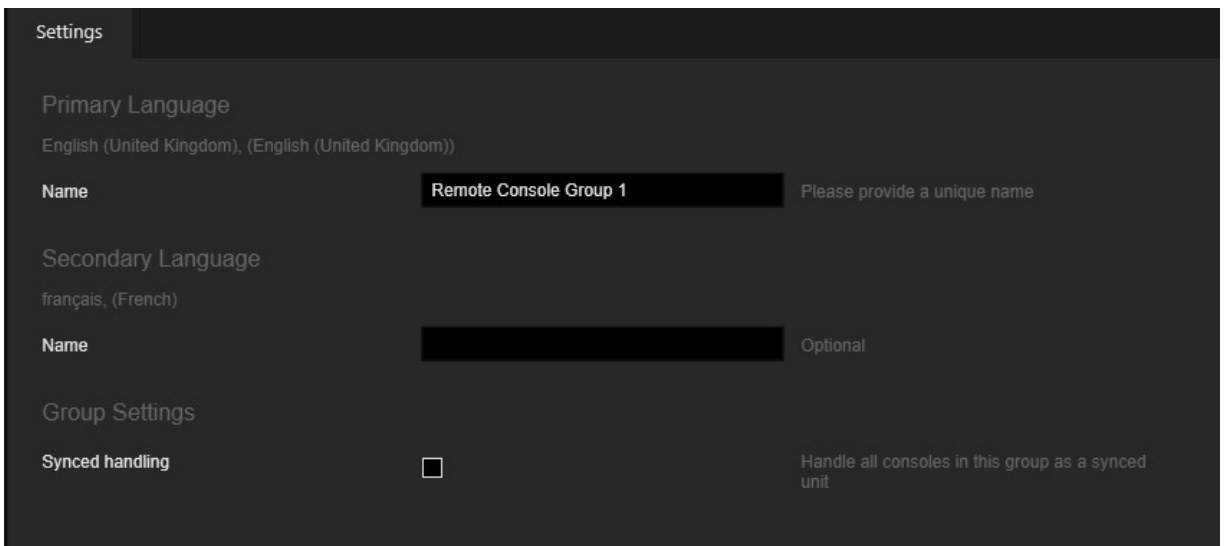 Settings
Primary Language
English (United Kingdom), (English (United Kingdom))
Name
Remote Console Group 1
Please provide a unique name
Secondary Language
français, (French)
Name
Optional
Group Settings
Synced handling
Handle all consoles in this group as a synced
unit